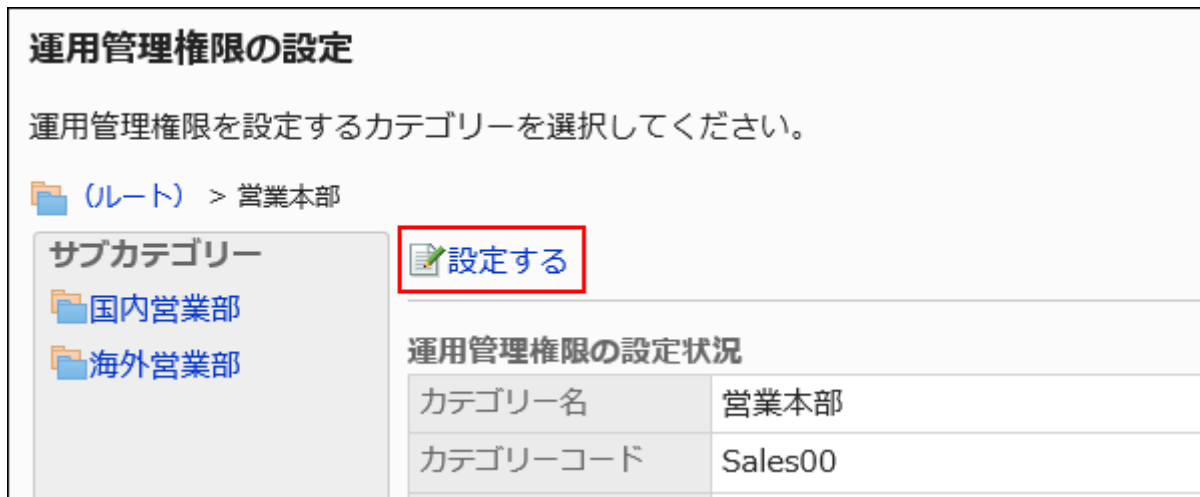 運用管理権限の設定
運用管理権限を設定するカテゴリーを選択してください。
（ルート） > 営業本部
サブカテゴリー
国内営業部
海外営業部
設定する
運用管理権限の設定状況
カテゴリー名 営業本部
カテゴリーコード Sales00